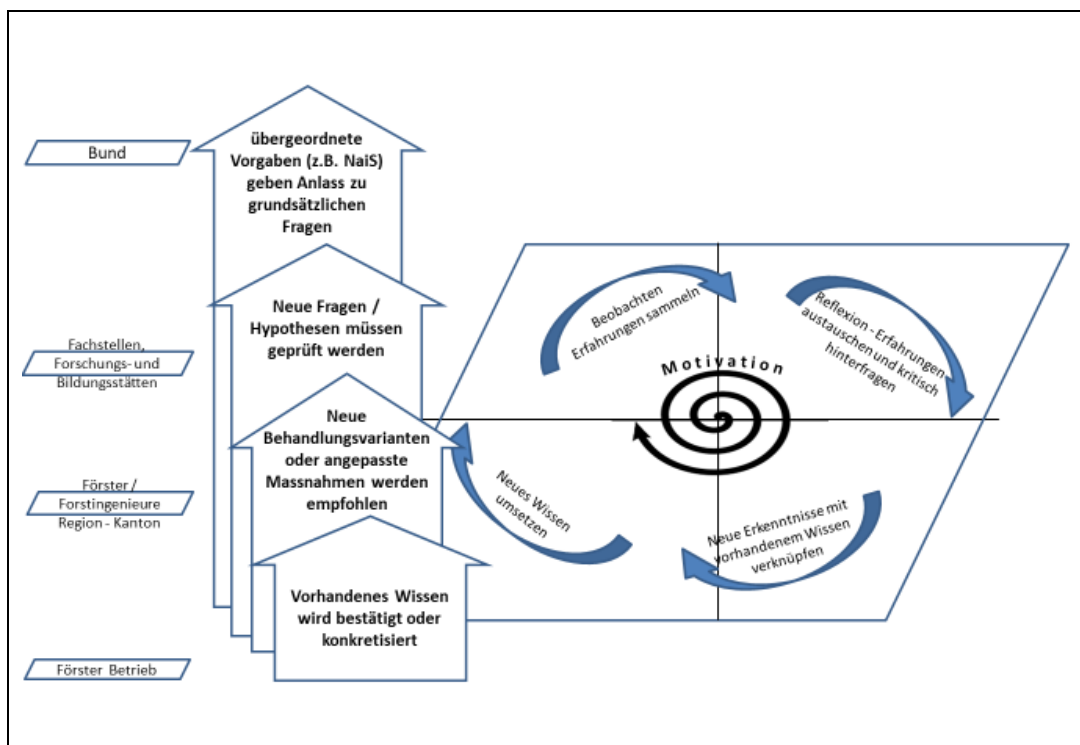 Bund
Fachstellen,
Forschungs- und
Bildungsstätten
Förster /
Forstingenieure
Region - Kanton
Förster Betrieb
übergeordnete
Vorgaben (z.B. NaiS)
geben Anlass zu
grundsätzlichen
Fragen
Neue Fragen /
Hypothesen müssen
geprüft werden
Neue
Behandlungsvarianten
oder angepasste
Massnahmen werden
empfohlen
Vorhandenes Wissen
wird bestätigt oder
konkretisiert
Beobachten
Erfahrungen sammeln
Reflexion - Erfahrungen
austauschen und kritisch
hinterfragen
Motivation
Neues Wissen
umsetzen
Neue Erkenntnisse mit
vorhandenem Wissen
verknüpfen